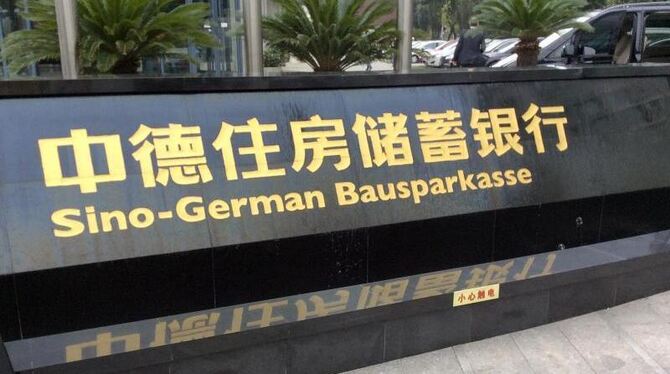 中德住房储蓄银行
Sino-German Bausparkasse
小心触电